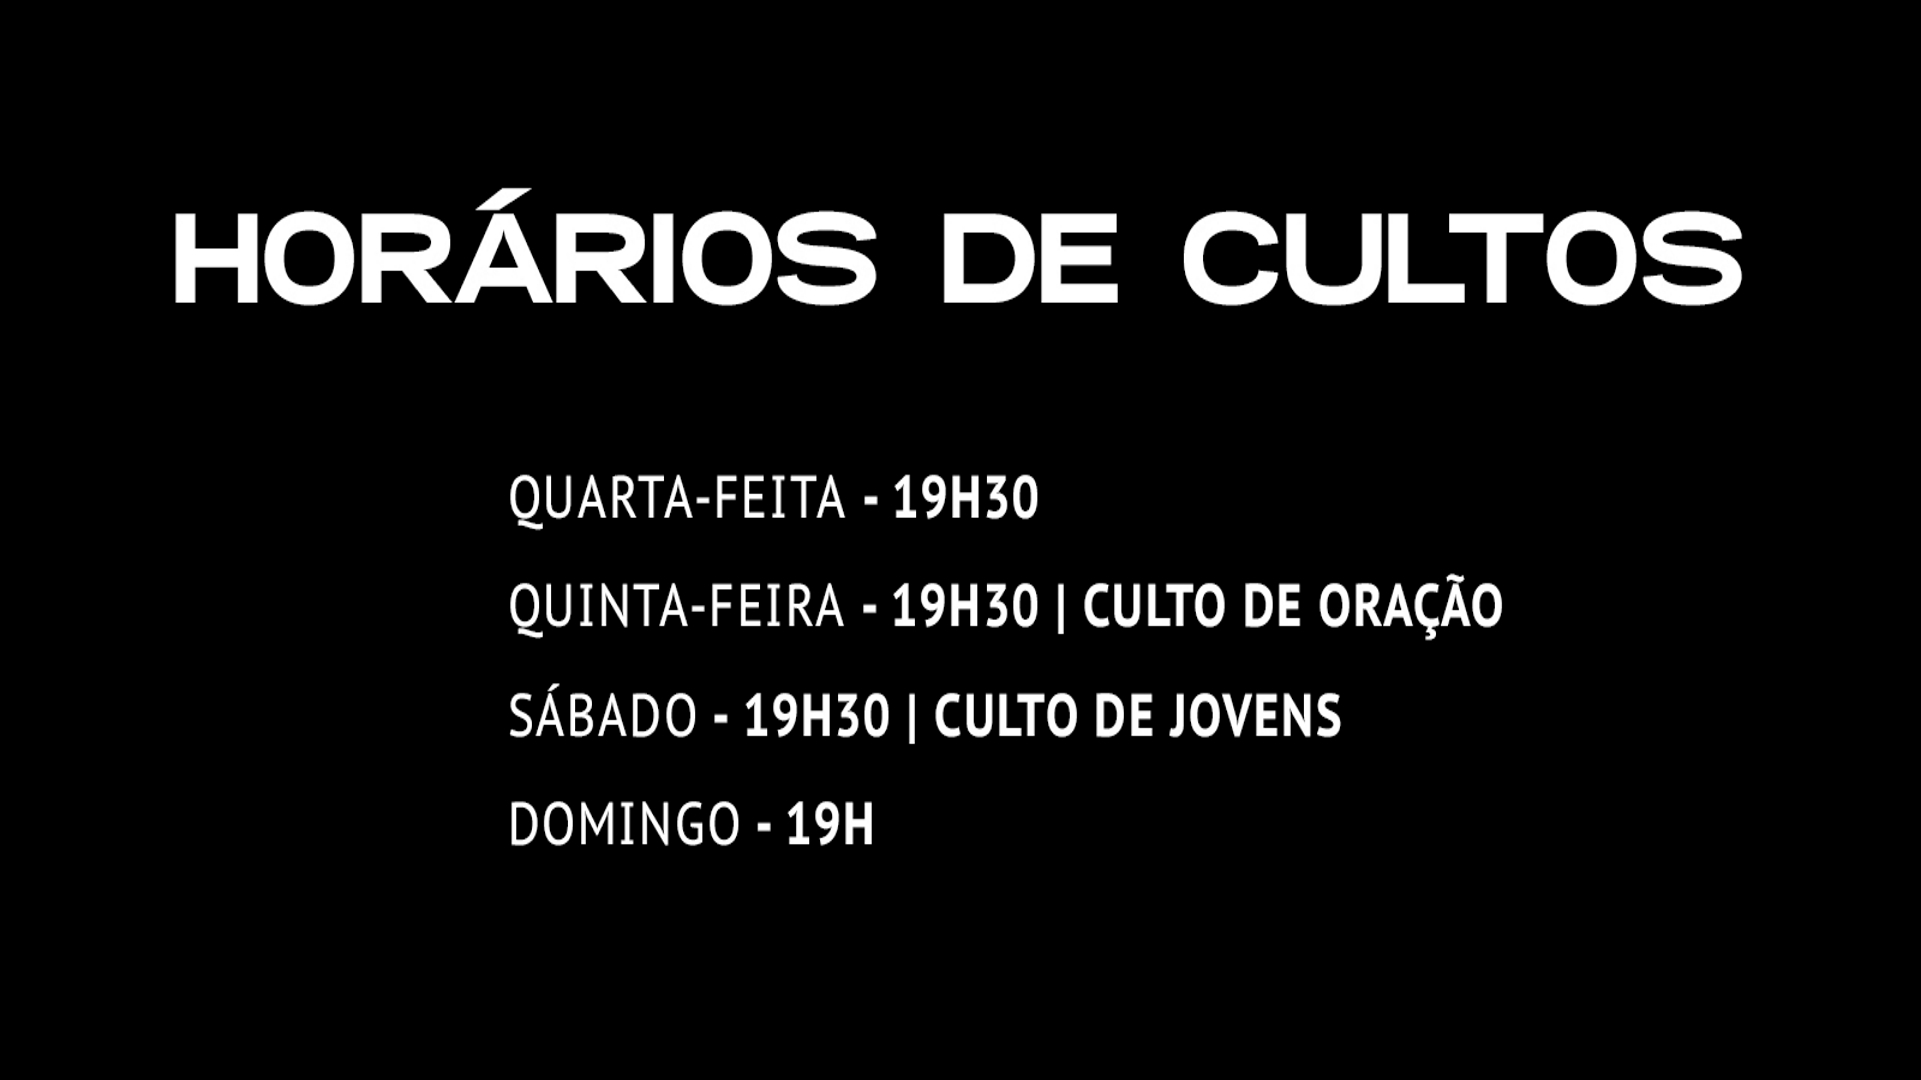 HORÁRIOS DE CULTOS
QUARTA-FEITA - 19H30
QUINTA-FEIRA - 19H30 | CULTO DE ORAÇÃO
SÁBADO - 19H30 | CULTO DE JOVENS
DOMINGO - 19H